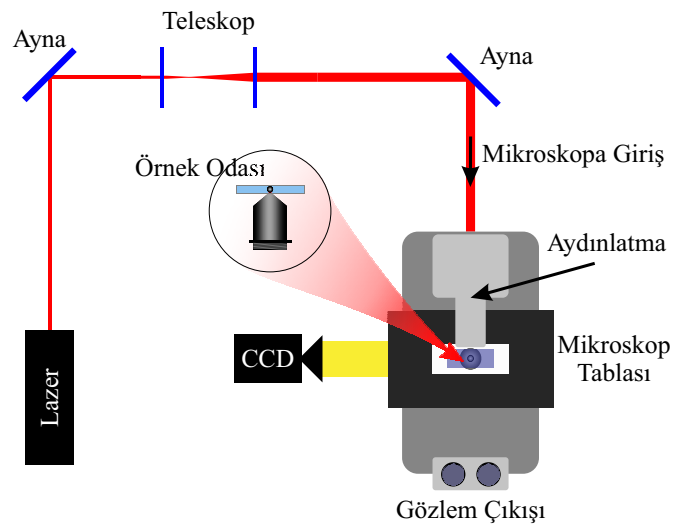 Teleskop
Ayna
Ayna
Örnek Odası
Mikroskopa Giriş
Aydınlatma
CCD
Mikroskop
Tablası
Lazer
Gözlem Çıkışı